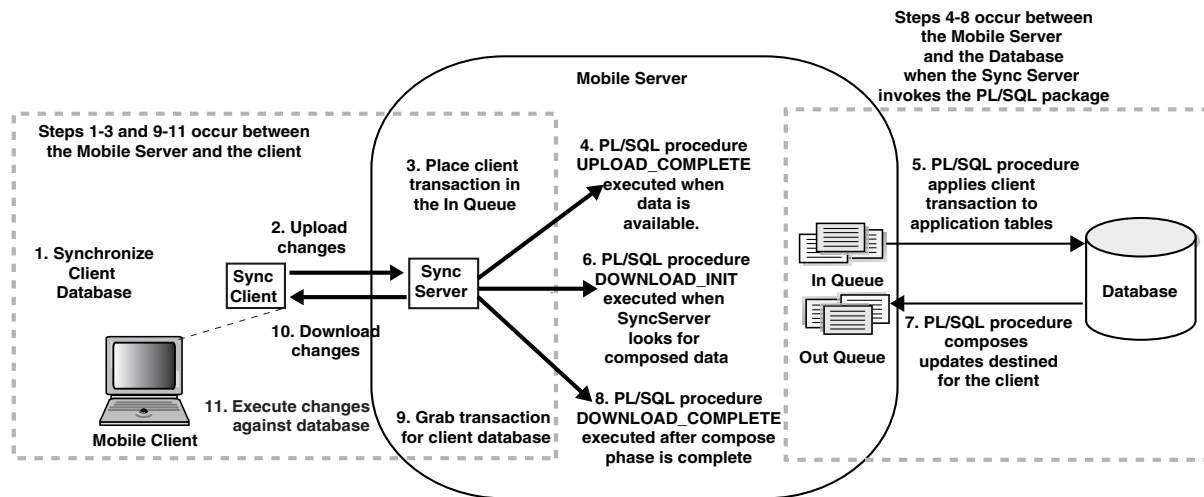 Steps 4-8 occur between
the Mobile Server
and the Database
when the Sync Server
invokes the PL/SQL package
Mobile Server
Steps 1-3 and 9-11 occur between
the Mobile Server and the client
3. Place client
transaction in
the In Queue
4. PL/SQL procedure
UPLOAD_COMPLETE
executed when
data is
available.
5. PL/SQL procedure
applies client
transaction to
application tables
2. Upload
changes
1. Synchronize
Client
Database
Sync
Client
Sync
Server
6. PL/SQL procedure
DOWNLOAD_INIT
executed when
SyncServer
looks for
composed data
In Queue
Database
10. Download
changes
Out Queue
7. PL/SQL procedure
composes
updates destined
for the client
11. Execute changes
against database
Mobile Client
9. Grab transaction
for client database
8. PL/SQL procedure
DOWNLOAD_COMPLETE
executed after compose
phase is complete